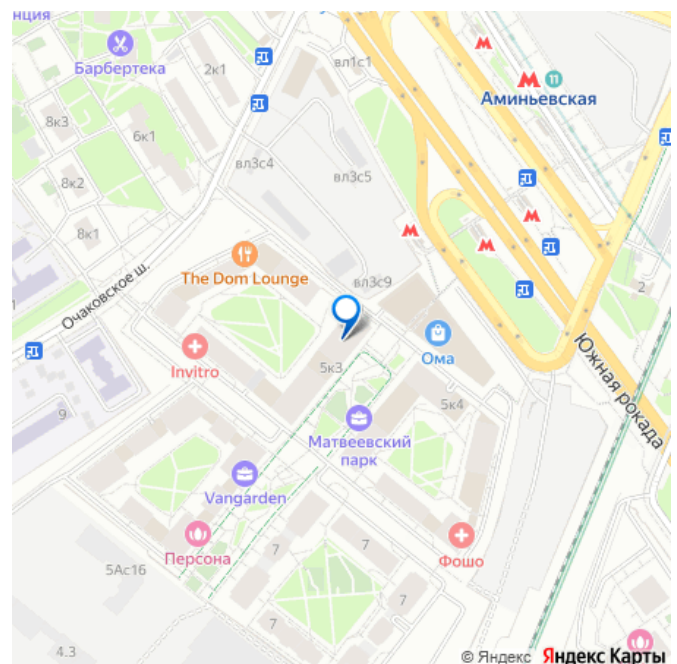 нция
Барбертека
2к1
вл1с1
М
М
11
Аминьевская
8к3
6к1
вл3с4
вл3с5
8к2
8к1
М
М
М
The Dom Lounge
вл3с9
2
1
Очаковское ш.
Ома
Южная рокада
Invitro
5к3
5к4
9
Матвеевский
парк
Vangarden
Персона
Фошо
7
7
7
5Ас16
4.3
© Яндекс Яндекс Карты